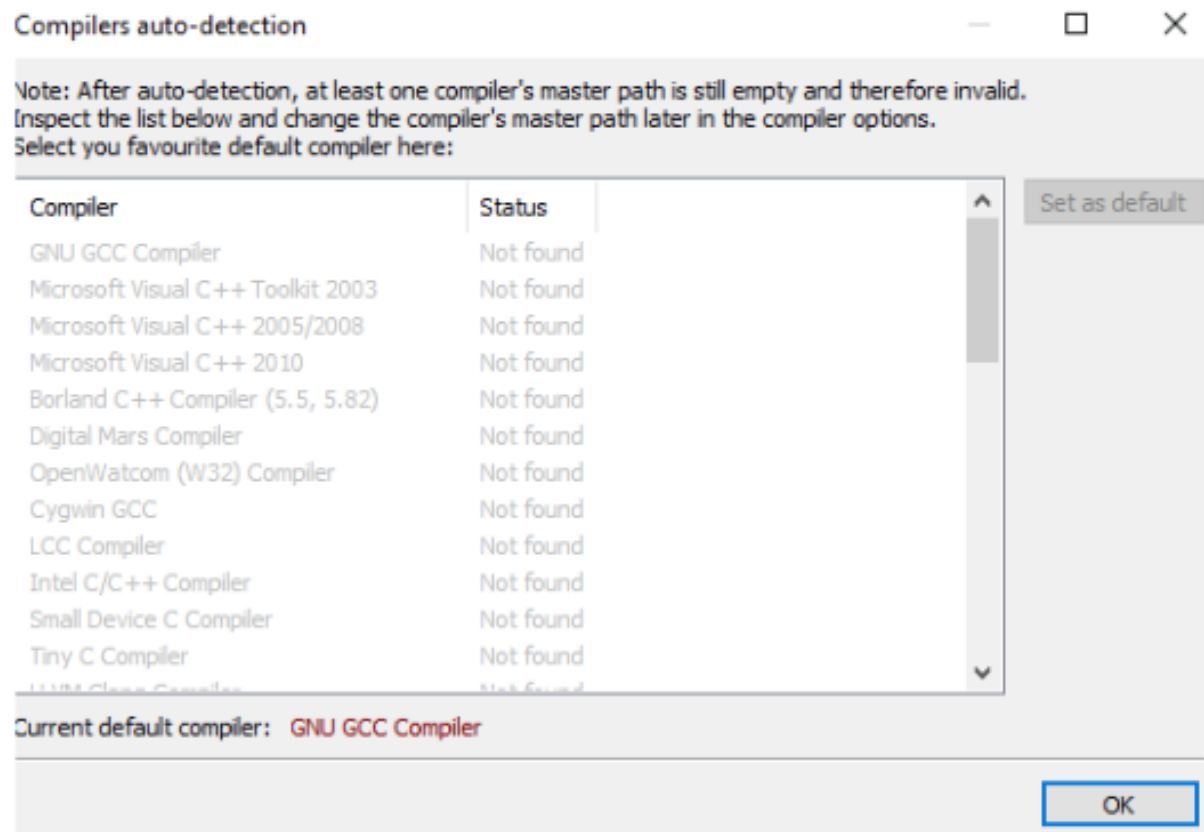 Compilers auto-detection
Note: After auto-detection, at least one compiler's master path is still empty and therefore invalid.
Inspect the list below and change the compiler's master path later in the compiler options.
Select you favourite default compiler here:
Compiler Status
Set as default
GNU GCC Compiler Not found
Microsoft Visual C++ Toolkit 2003 Not found
Microsoft Visual C++ 2005/2008 Not found
Microsoft Visual C++ 2010 Not found
Borland C++ Compiler (5.5, 5.82) Not found
Digital Mars Compiler Not found
OpenWatcom (W32) Compiler Not found
Cygwin GCC Not found
LCC Compiler Not found
Intel C/C++ Compiler Not found
Small Device C Compiler Not found
Tiny C Compiler Not found
LLVM Clang Compiler Not found
Current default compiler: GNU GCC Compiler
OK